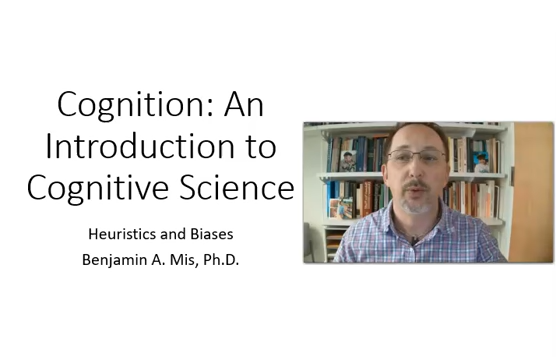 Cognition: An
Introduction to
Cognitive Science
Heuristics and Biases
Benjamin A. Mis, Ph.D.